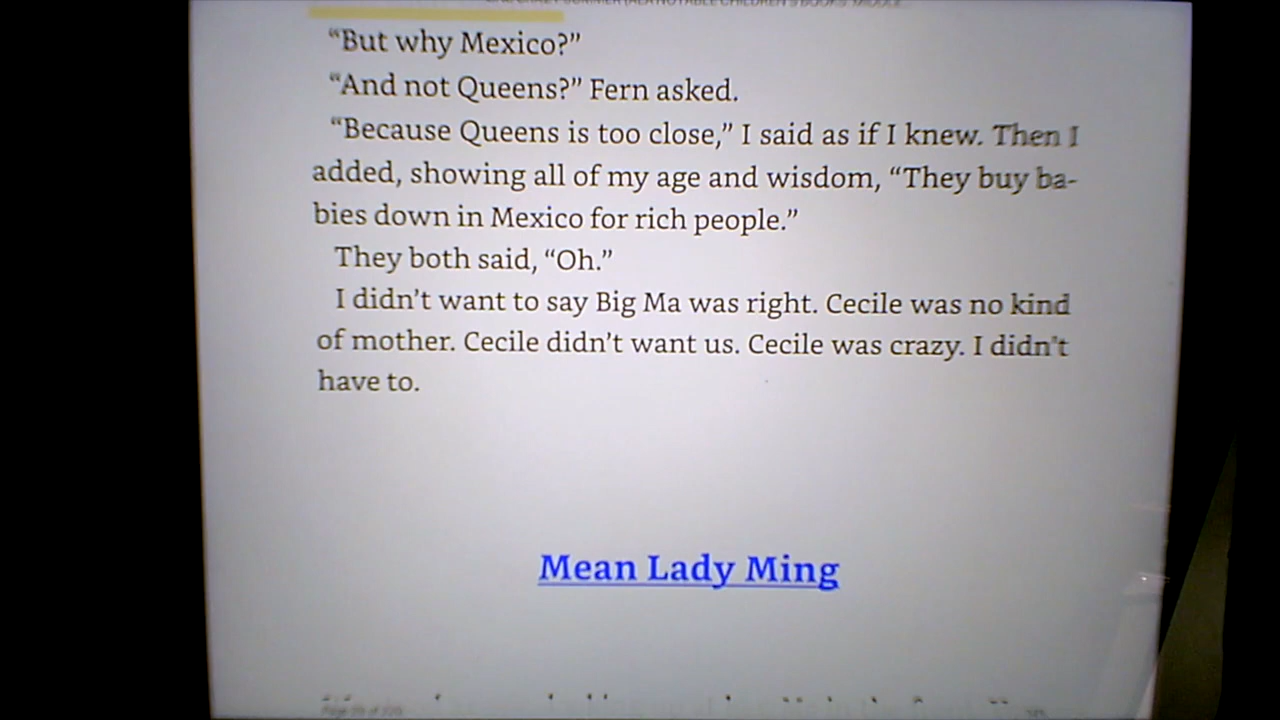 “But why Mexico?”
“And not Queens?” Fern asked.
“Because Queens is too close,” I said as if I knew. Then I
added, showing all of my age and wisdom, “They buy ba-
bies down in Mexico for rich people.”
They both said, “Oh.”
I didn’t want to say Big Ma was right. Cecile was no kind
of mother. Cecile didn’t want us. Cecile was crazy. I didn’t
have to.
Mean Lady Ming